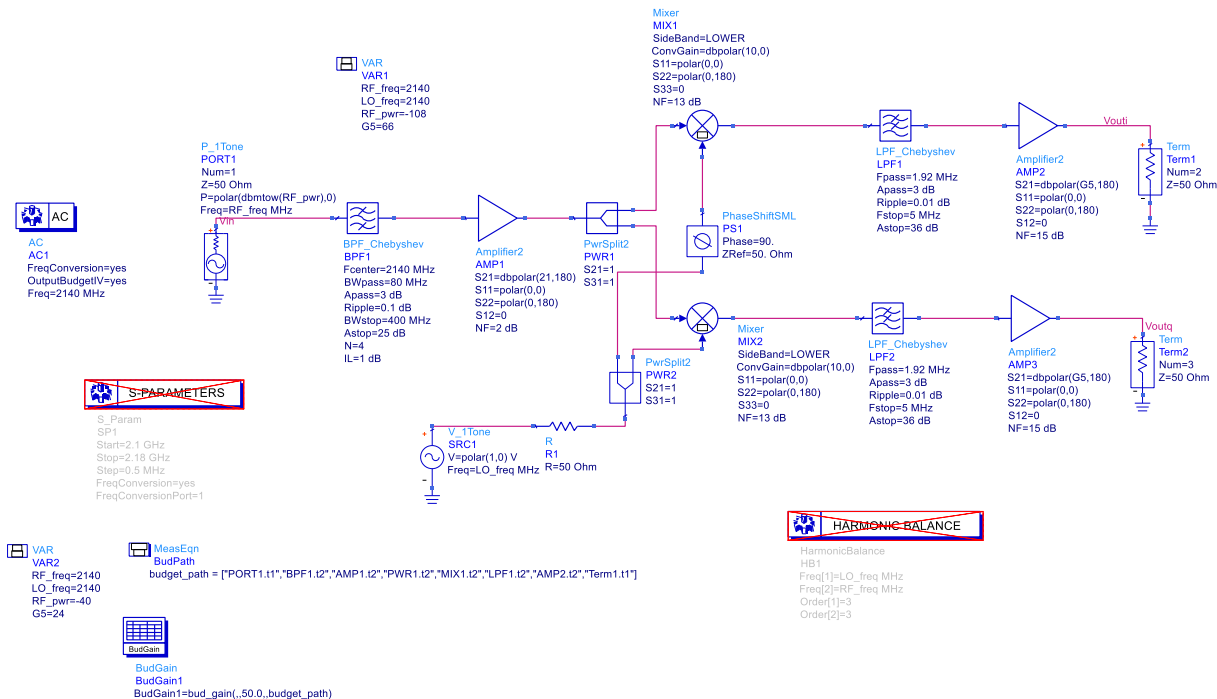 Mixer
MIX1
SideBand=LOWER
ConvGain=dbpolar(10,0)
S11=polar(0,0)
S22=polar(0,180)
S33=0
NF=13 dB
VAR
VAR1
RF_freq=2140
LO_freq=2140
RF_pwr=-108
G5=66
P_1Tone
PORT1
Num=1
Z=50 Ohm
P=polar(dbmtow(RF_pwr),0)
Freq=RF_freq MHz
Vin
AC
AC
AC1
FreqConversion=yes
OutputBudgetIV=yes
Freq=2140 MHz
BPF_Chebyshev
BPF1
Fcenter=2140 MHz
BWpass=80 MHz
Apass=3 dB
Ripple=0.1 dB
BWstop=400 MHz
Astop=25 dB
N=4
IL=1 dB
Amplifier2
AMP1
S21=dbpolar(21,180)
S11=polar(0,0)
S22=polar(0,180)
S12=0
NF=2 dB
PwrSplit2
PWR1
S21=1
S31=1
PhaseShiftSML
PS1
Phase=90.
ZRef=50. Ohm
LPF_Chebyshev
LPF1
Fpass=1.92 MHz
Apass=3 dB
Ripple=0.01 dB
Fstop=5 MHz
Astop=36 dB
Amplifier2
AMP2
S21=dbpolar(G5,180)
S11=polar(0,0)
S22=polar(0,180)
S12=0
NF=15 dB
Vouti
Term
Term1
Num=2
Z=50 Ohm
Mixer
MIX2
SideBand=LOWER
ConvGain=dbpolar(10,0)
S11=polar(0,0)
S22=polar(0,180)
S33=0
NF=13 dB
LPF_Chebyshev
LPF2
Fpass=1.92 MHz
Apass=3 dB
Ripple=0.01 dB
Fstop=5 MHz
Astop=36 dB
Amplifier2
AMP3
S21=dbpolar(G5,180)
S11=polar(0,0)
S22=polar(0,180)
S12=0
NF=15 dB
Voutq
Term
Term2
Num=3
Z=50 Ohm
PwrSplit2
PWR2
S21=1
S31=1
V_1Tone
SRC1
V=polar(1,0) V
Freq=LO_freq MHz
R
R1
R=50 Ohm
S-PARAMETERS
S_Param
SP1
Start=2.1 GHz
Stop=2.18 GHz
Step=0.5 MHz
FreqConversion=yes
FreqConversionPort=1
HARMONIC BALANCE
HarmonicBalance
HB1
Freq[1]=LO_freq MHz
Freq[2]=RF_freq MHz
Order[1]=3
Order[2]=3
VAR
VAR2
RF_freq=2140
LO_freq=2140
RF_pwr=-40
G5=24
MeasEqn
BudPath
budget_path = ["PORT1.t1","BPF1.t2","AMP1.t2","PWR1.t2","MIX1.t2","LPF1.t2","AMP2.t2","Term1.t1"]
BudGain
BudGain
BudGain1
BudGain1=bud_gain(,,50.0,,budget_path)